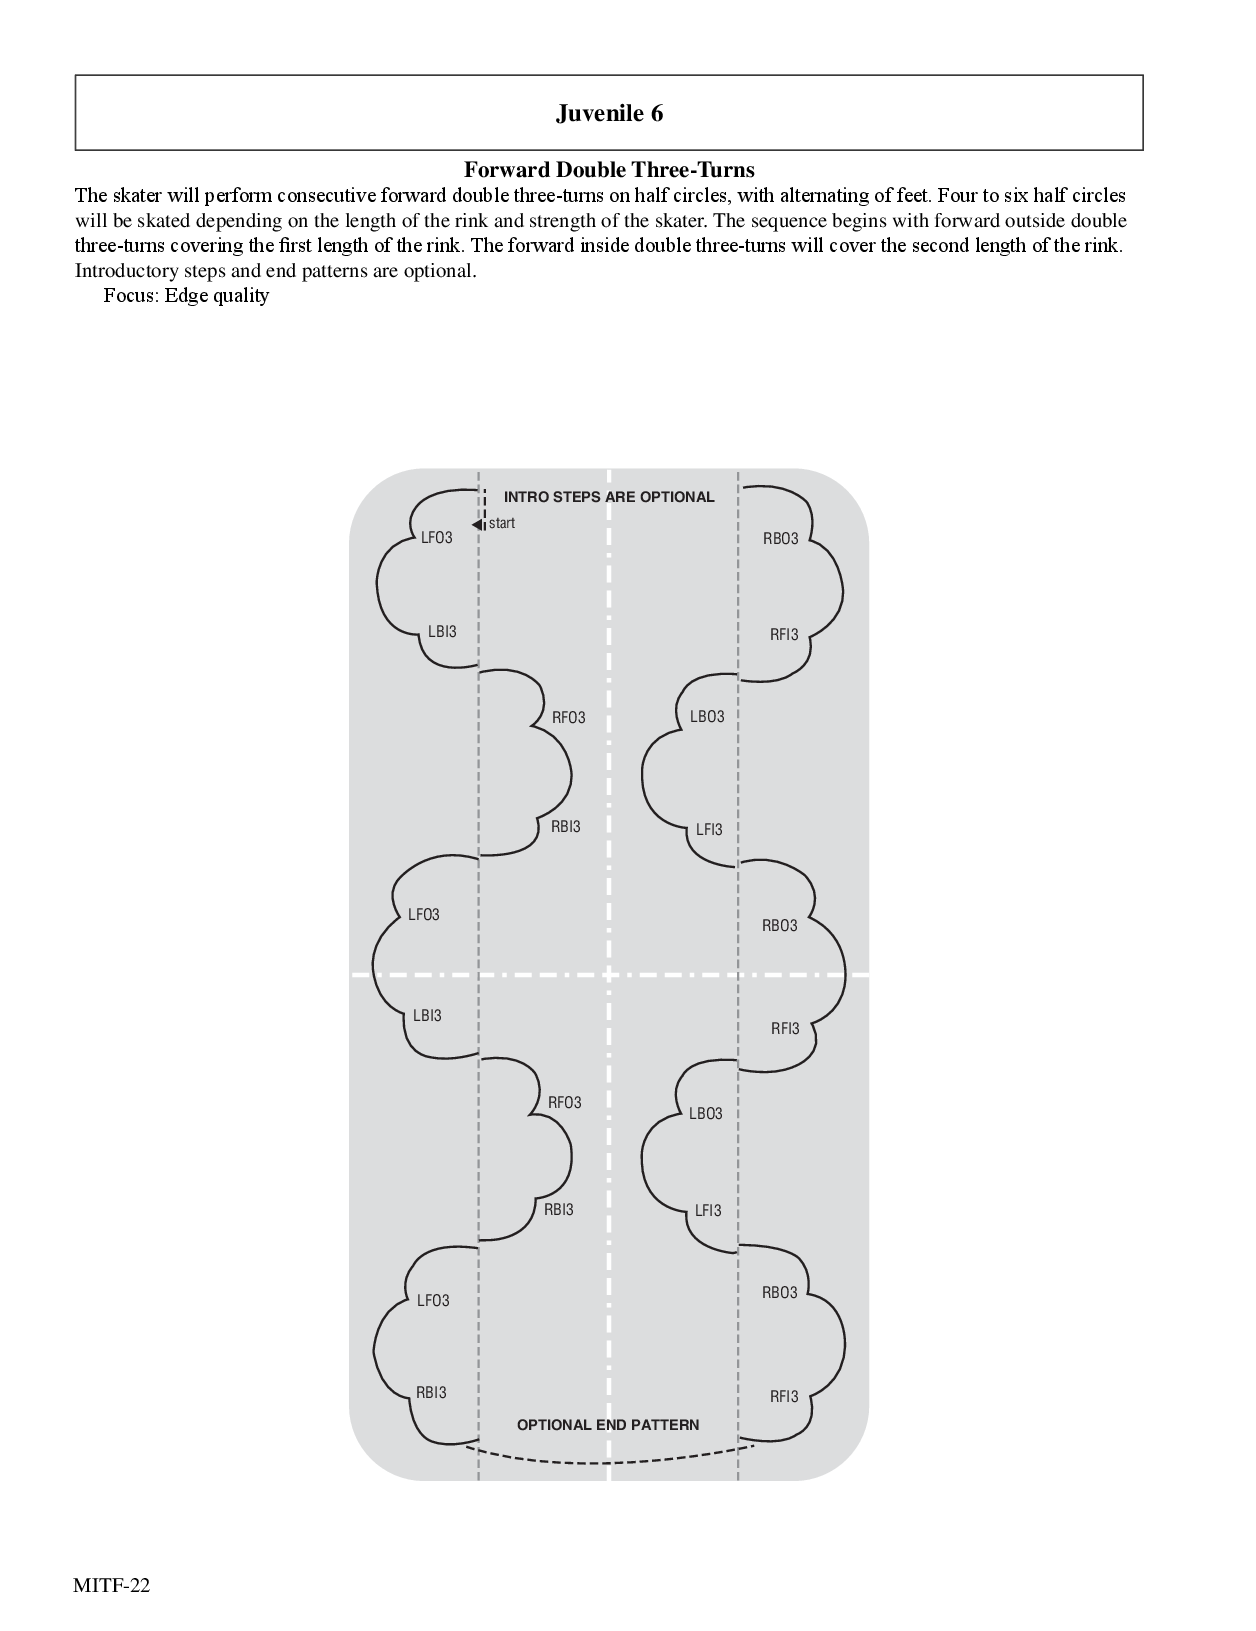 Juvenile 6
Forward Double Three-Turns
The skater will perform consecutive forward double three-turns on half circles, with alternating of feet. Four to six half circles
will be skated depending on the length of the rink and strength of the skater. The sequence begins with forward outside double
three-turns covering the first length of the rink. The forward inside double three-turns will cover the second length of the rink.
Introductory steps and end patterns are optional.
Focus: Edge quality
INTRO STEPS ARE OPTIONAL
start
LFO3
RBO3
LBI3
RFI3
RFO3
LBO3
RBI3
LFI3
LFO3
RBO3
LBI3
RFI3
RFO3
LBO3
RBI3
LFI3
LFO3
RBO3
RBI3
RFI3
OPTIONAL END PATTERN
MITF-22